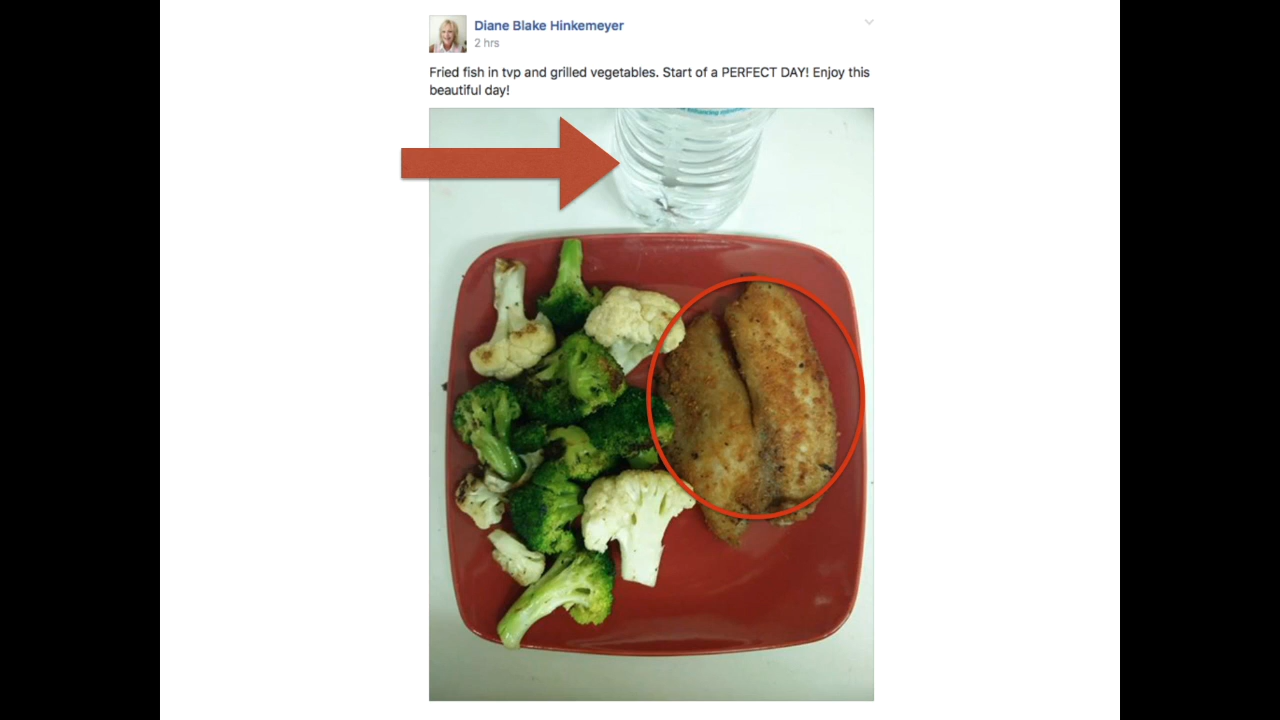 Diane Blake Hinkemeyer
2 hrs
Fried fish in tvp and grilled vegetables. Start of a PERFECT DAY! Enjoy this
beautiful day!